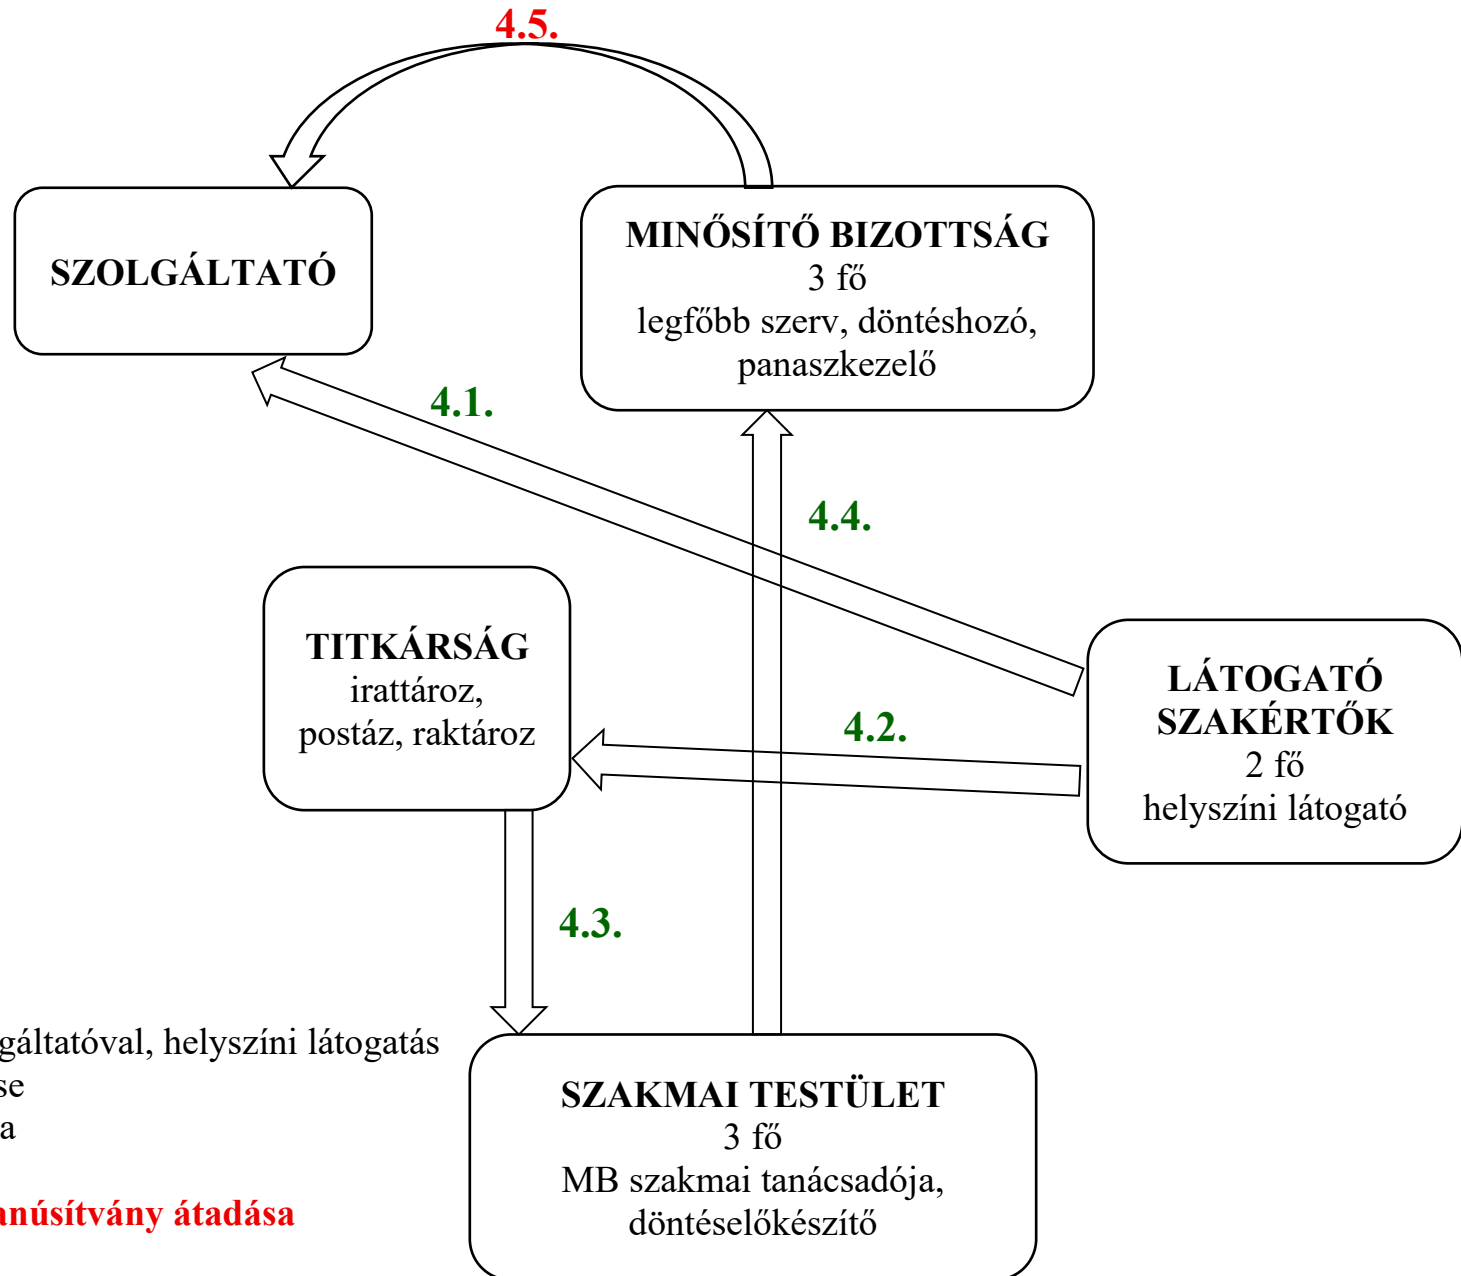 4.5.
SZOLGÁLTATÓ
MINŐSÍTŐ BIZOTTSÁG
3 fő
legfőbb szerv, döntéshozó,
panaszkezelő
4.1.
4.4.
TITKÁRSÁG
irattároz,
postáz, raktároz
LÁTOGATÓ
SZAKÉRTŐK
2 fő
helyszíni látogató
4.2.
4.3.
gáltatóval, helyszíni látogatás
se
a
anúsítvány átadása
SZAKMAI TESTÜLET
3 fő
MB szakmai tanácsadója,
döntéselőkészítő